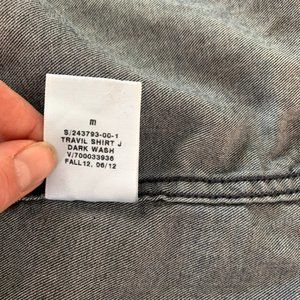 m
S/243793-00-1
TRAVIL SHIRT J
DARK WASH
V/700033936
FALL12, 06/12